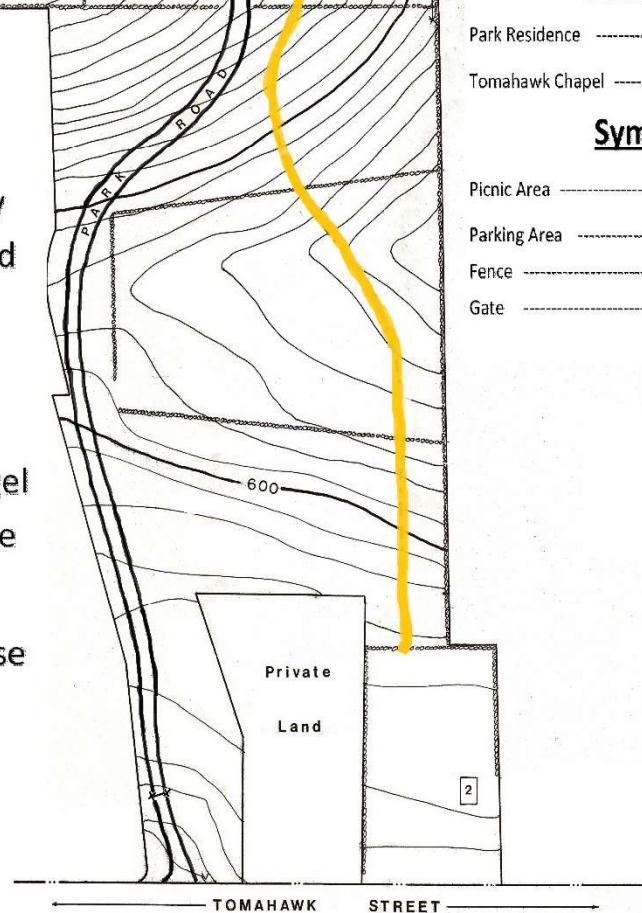 Park Residence
Tomahawk Chapel
Picnic Area
Parking Area
Fence
Gate
PARK ROAD
600
Private
Land
2
TOMAHAWK STREET